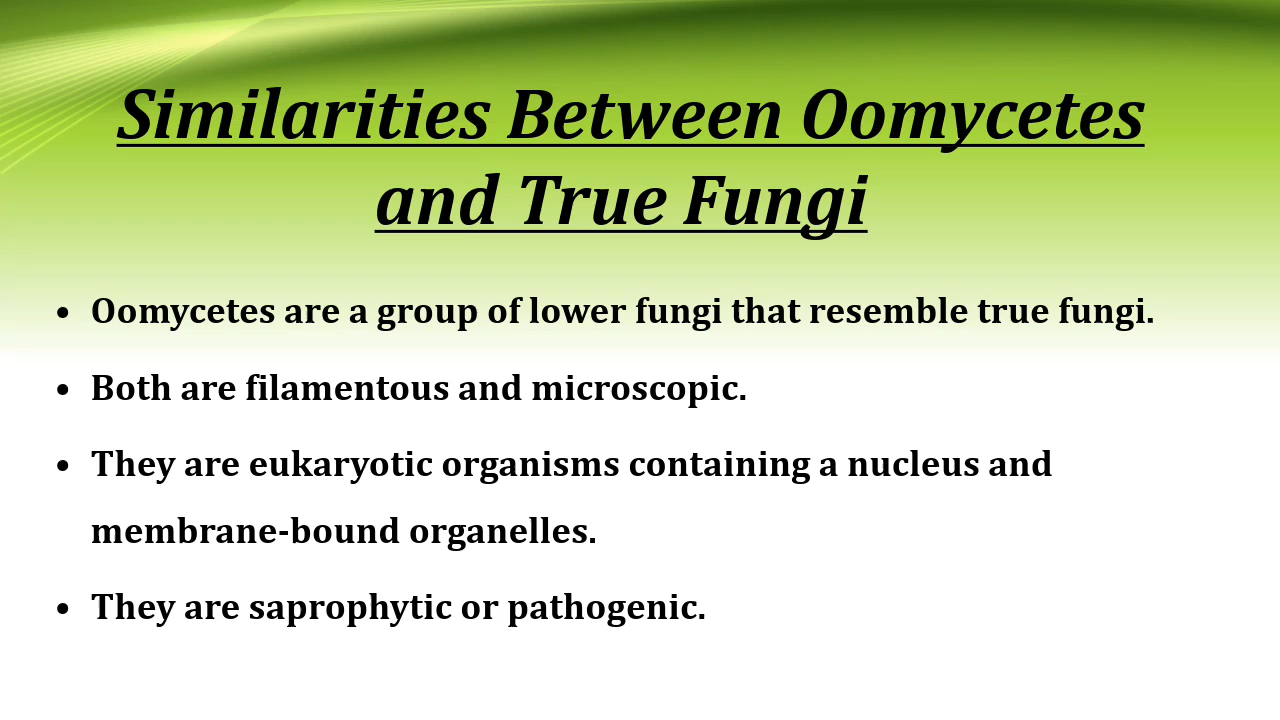 Similarities Between Oomycetes
and True Fungi
• Oomycetes are a group of lower fungi that resemble true fungi.
• Both are filamentous and microscopic.
• They are eukaryotic organisms containing a nucleus and
membrane-bound organelles.
• They are saprophytic or pathogenic.